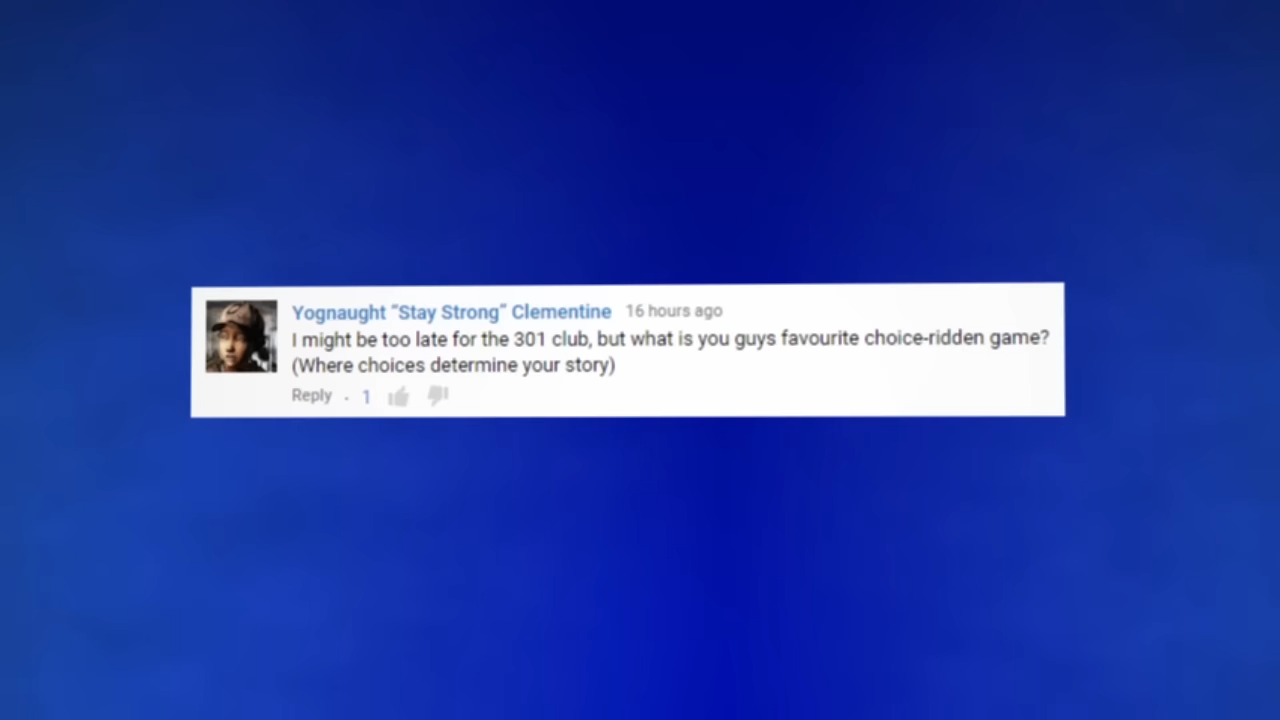 Yognaught “Stay Strong” Clementine 16 hours ago
I might be too late for the 301 club, but what is you guys favourite choice-ridden game?
(Where choices determine your story)
Reply . 1